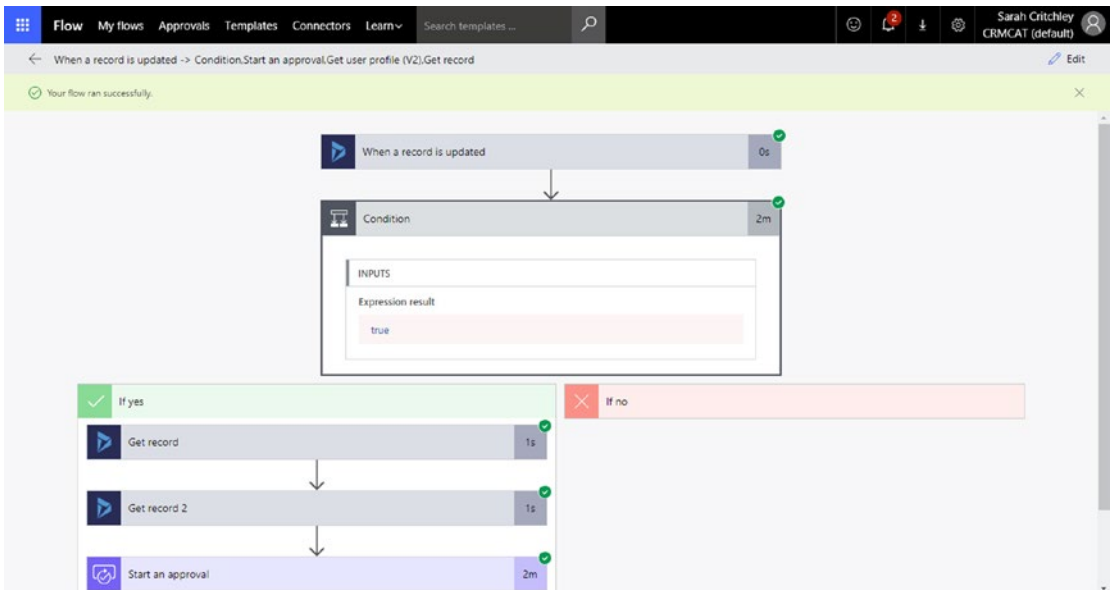 Flow My flows Approvals Templates Connectors Learn Search templates ... 2 Sarah Critchley
CRMCAT (default)
When a record is updated -> Condition,Start an approval,Get user profile (V2),Get record Edit
Your flow ran successfully.
When a record is updated 0s
Condition 2m
INPUTS
Expression result
true
If yes If no
Get record 1s
Get record 2 1s
Start an approval 2m